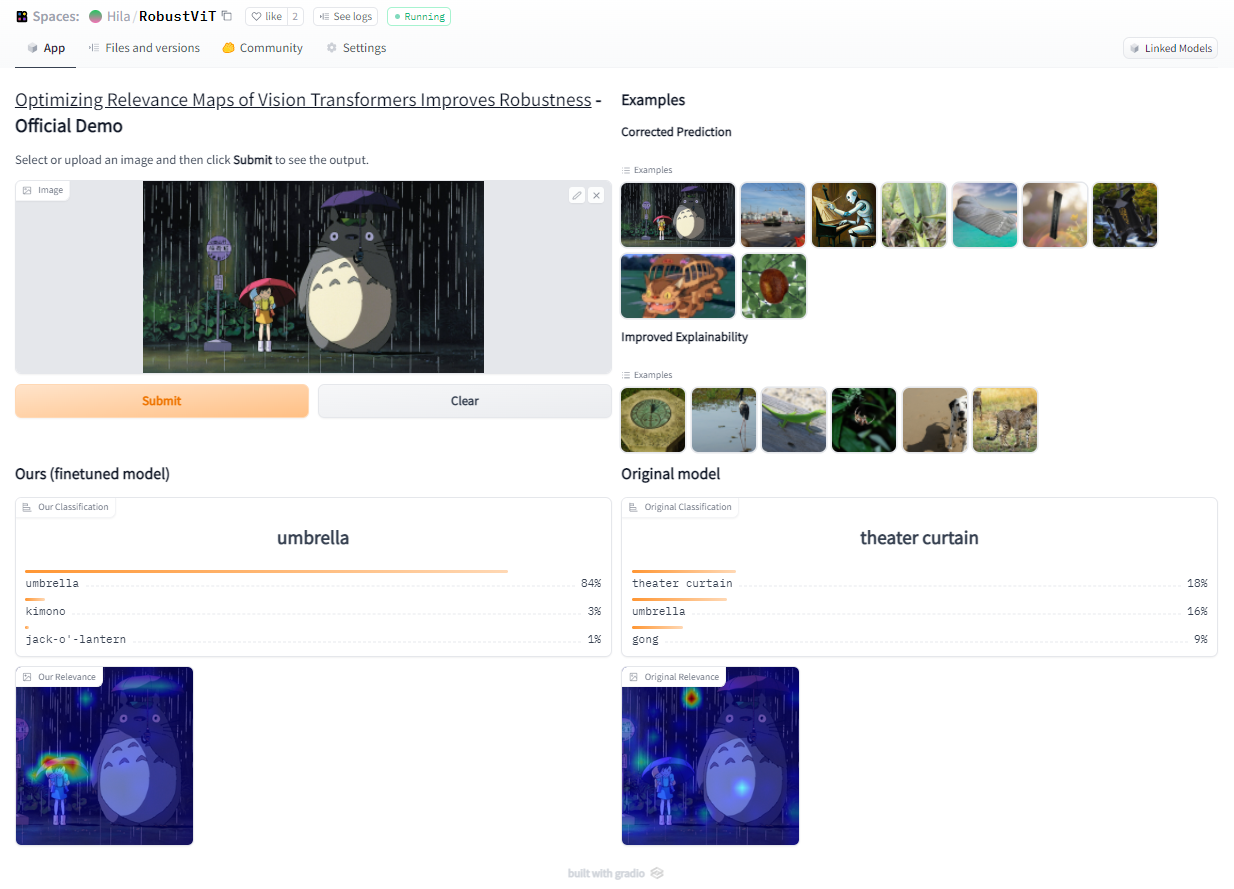 Spaces: Hila/RobustViT like 2 See logs Running
App Files and versions Community Settings Linked Models
Optimizing Relevance Maps of Vision Transformers Improves Robustness -
Official Demo
Select or upload an image and then click Submit to see the output.
Image
Submit Clear
Examples
Corrected Prediction
Examples
Improved Explainability
Examples
Ours (finetuned model)
Our Classification
umbrella
umbrella 84%
kimono 3%
jack-o'-lantern 1%
Our Relevance
Original model
Original Classification
theater curtain
theater curtain 18%
umbrella 16%
gong 9%
Original Relevance
built with gradio